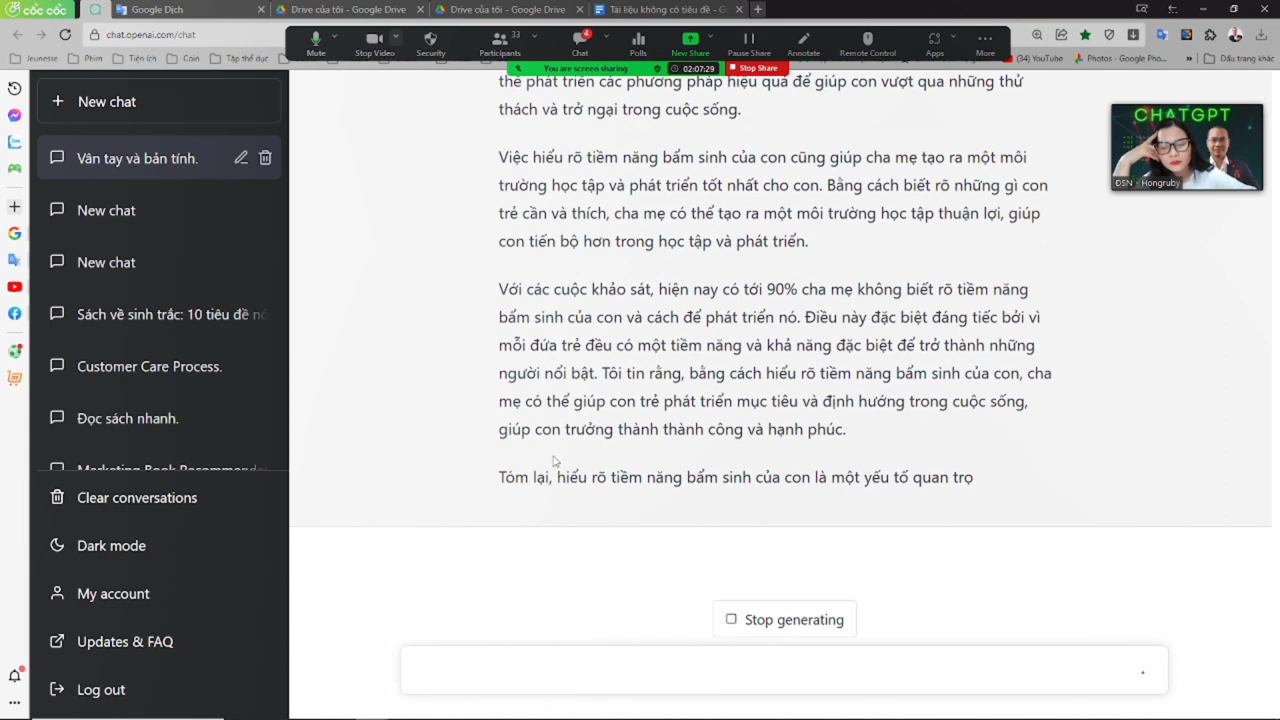 cốc cốc
Google Dịch
Drive của tôi - Google Drive
Drive của tôi - Google Drive
Tài liệu không có tiêu đề - G
chat.openai.com/chat
Mute
Stop Video
Security
Participants
33
Chat
4
Polls
New Share
Pause Share
Annotate
Remote Control
Apps
More
You are screen sharing
02:07:29
Stop Share
Jeunesse
Phim
Tiện ích
Coin
Tập thể dục
(43) YouTube
Photos - Google Pho...
Dấu trang khác
New chat
Vân tay và bản tính.
New chat
New chat
Sách về sinh trắc: 10 tiêu đề nổ
Customer Care Process.
Đọc sách nhanh.
Marketing Book Recommendat
Clear conversations
Dark mode
My account
Updates & FAQ
Log out
thể phát triển các phương pháp hiệu quả để giúp con vượt qua những thử
thách và trở ngại trong cuộc sống.
Việc hiểu rõ tiềm năng bẩm sinh của con cũng giúp cha mẹ tạo ra một môi
trường học tập và phát triển tốt nhất cho con. Bằng cách biết rõ những gì con
trẻ cần và thích, cha mẹ có thể tạo ra một môi trường học tập thuận lợi, giúp
con tiến bộ hơn trong học tập và phát triển.
Với các cuộc khảo sát, hiện nay có tới 90% cha mẹ không biết rõ tiềm năng
bẩm sinh của con và cách để phát triển nó. Điều này đặc biệt đáng tiếc bởi vì
mỗi đứa trẻ đều có một tiềm năng và khả năng đặc biệt để trở thành những
người nổi bật. Tôi tin rằng, bằng cách hiểu rõ tiềm năng bẩm sinh của con, cha
mẹ có thể giúp con trẻ phát triển mục tiêu và định hướng trong cuộc sống,
giúp con trưởng thành thành công và hạnh phúc.
Tóm lại, hiểu rõ tiềm năng bẩm sinh của con là một yếu tố quan trọ
Stop generating
CHATGPT
ĐSN - Hongruby